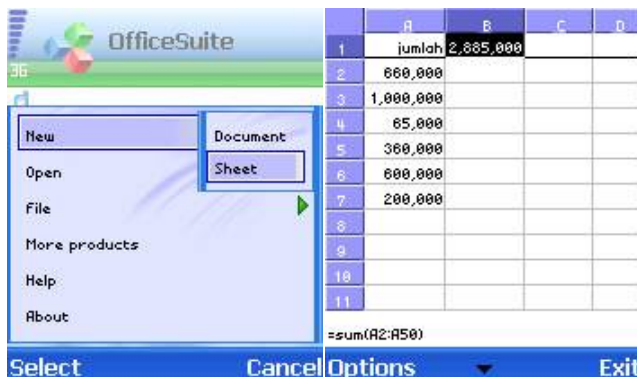 OfficeSuite
3G
New
Document
Open
Sheet
File
More products
Help
About
Select Cancel
A B C D
1 jumlah 2,885,000
2 660,000
3 1,000,000
4 65,000
5 360,000
6 600,000
7 200,000
8
9
10
11
=sum(A2:A50)
Options Exit